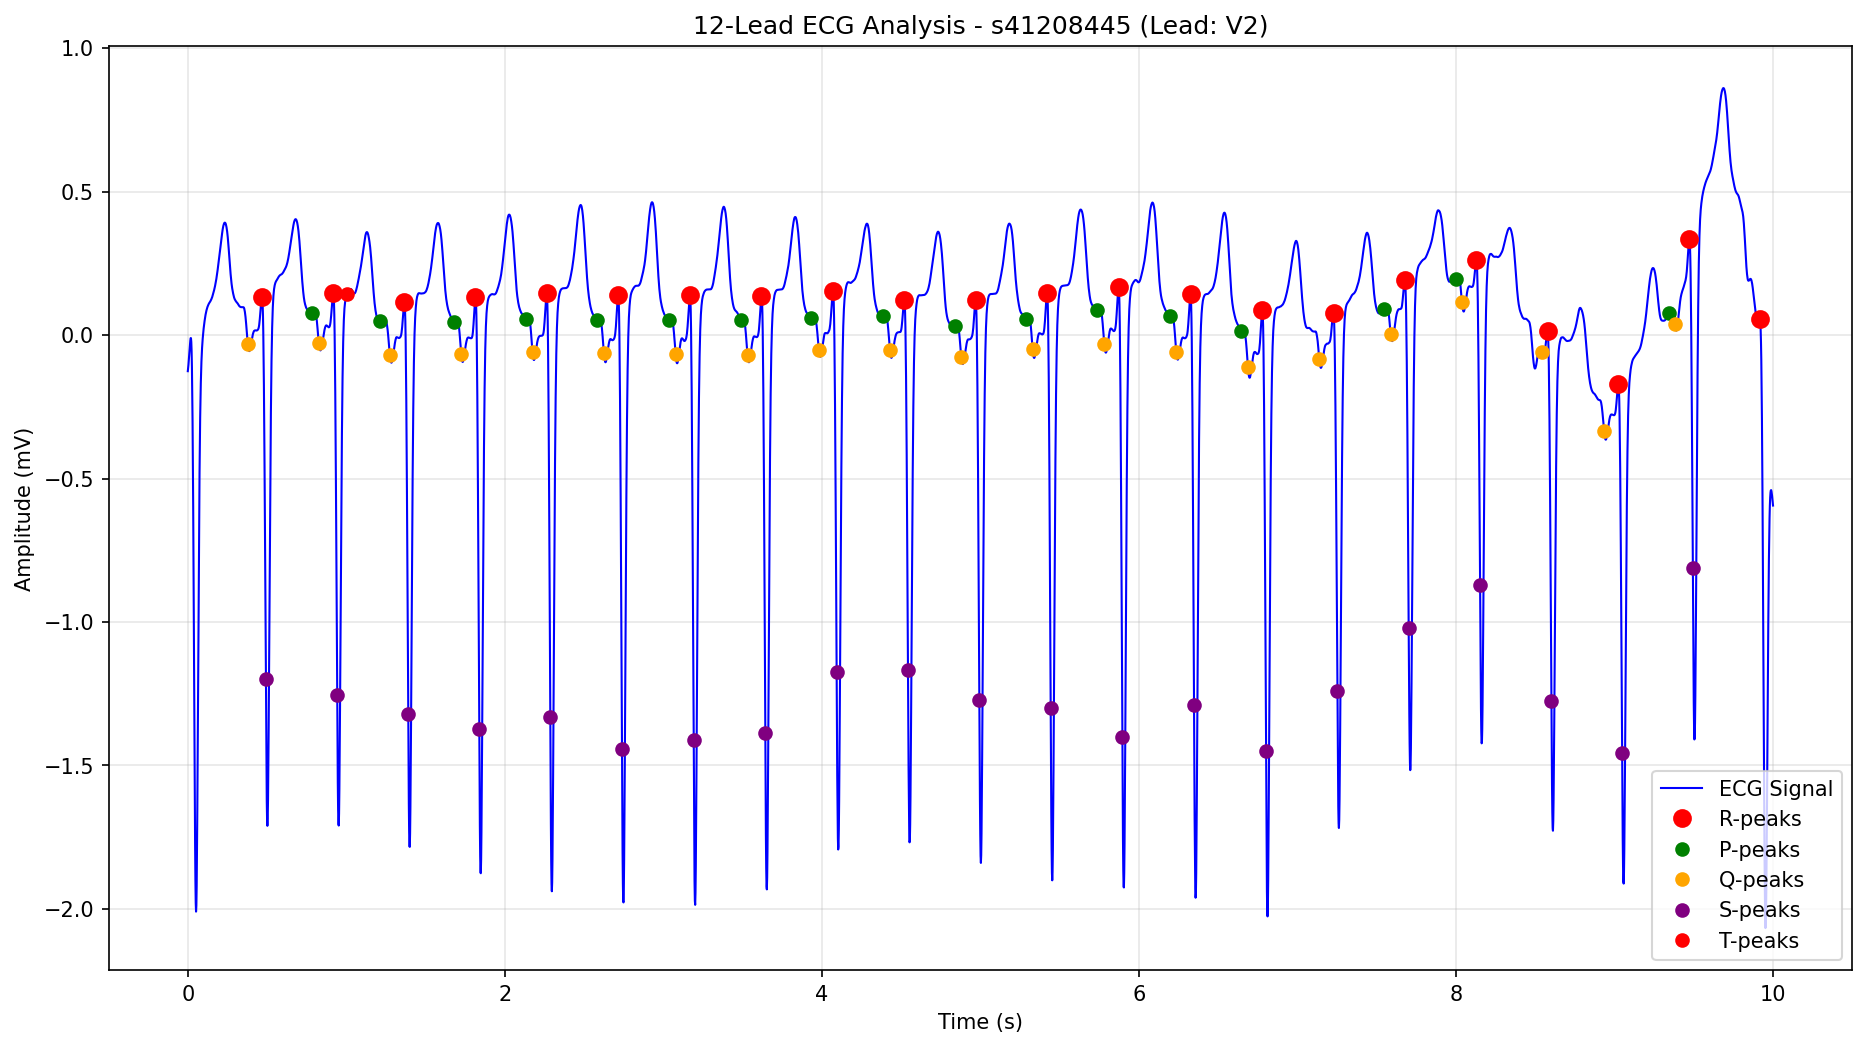 12-Lead ECG Analysis - s41208445 (Lead: V2)
Amplitude (mV)
1.0
0.5
0.0
−0.5
−1.0
−1.5
−2.0
ECG Signal
R-peaks
P-peaks
Q-peaks
S-peaks
T-peaks
0 2 4 6 8 10
Time (s)